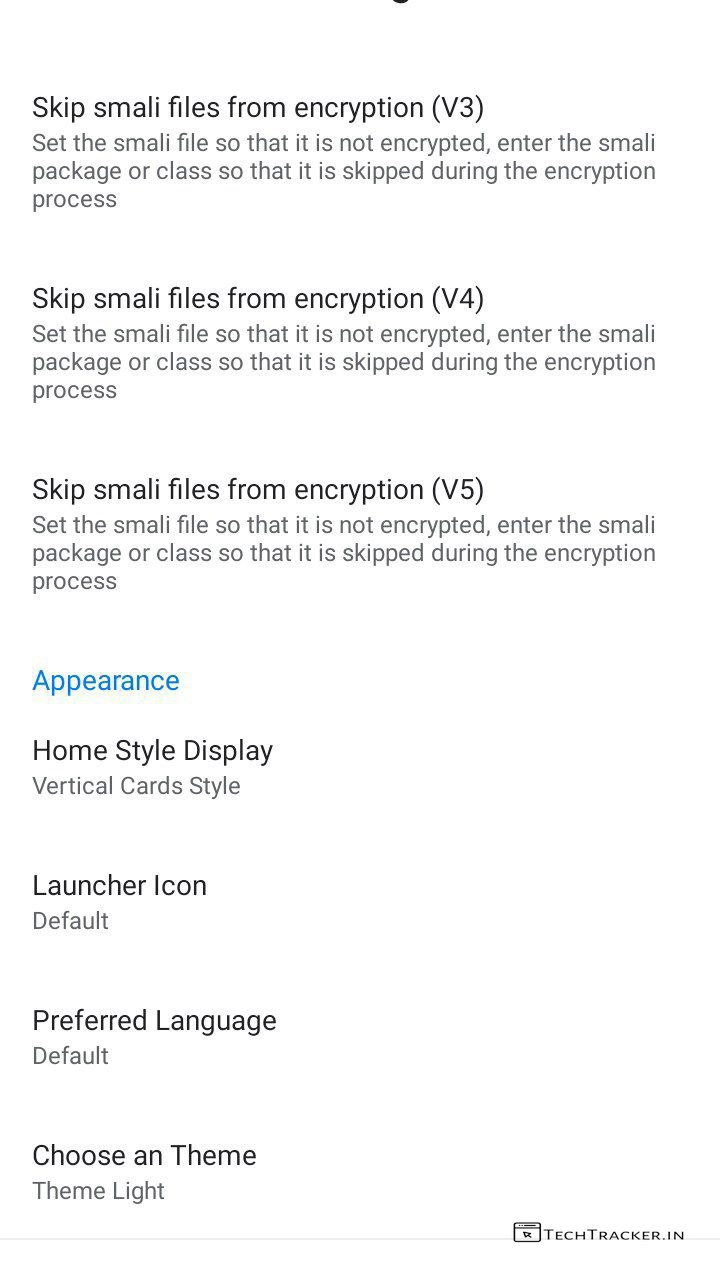 Skip smali files from encryption (V3)
Set the smali file so that it is not encrypted, enter the smali
package or class so that it is skipped during the encryption
process
Skip smali files from encryption (V4)
Set the smali file so that it is not encrypted, enter the smali
package or class so that it is skipped during the encryption
process
Skip smali files from encryption (V5)
Set the smali file so that it is not encrypted, enter the smali
package or class so that it is skipped during the encryption
process
Appearance
Home Style Display
Vertical Cards Style
Launcher Icon
Default
Preferred Language
Default
Choose an Theme
Theme Light
TECHTRACKER.IN